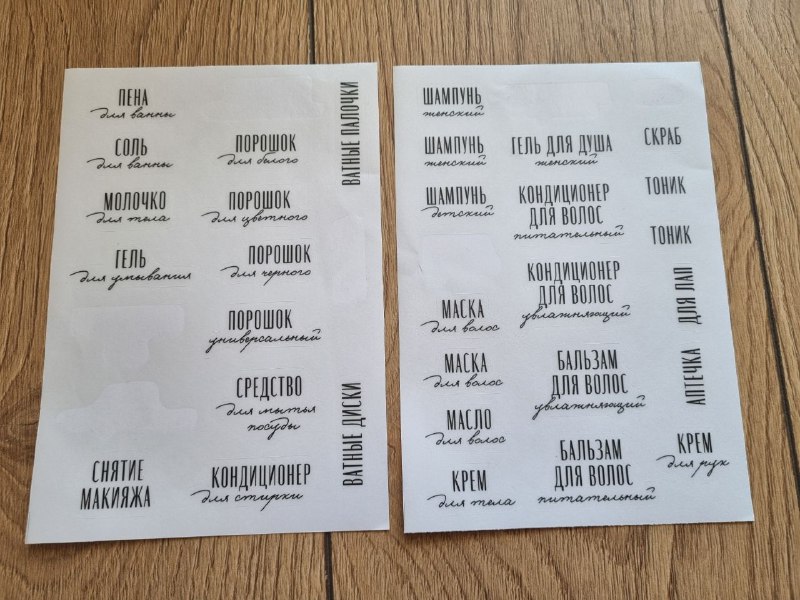 ПЕНА
для ванны
СОЛЬ
для ванны
МОЛОЧКО
для тела
ГЕЛЬ
для умывания
СНЯТИЕ
МАКИЯЖА
ПОРОШОК
для белого
ПОРОШОК
для цветного
ПОРОШОК
для черного
ПОРОШОК
универсальный
СРЕДСТВО
для мытья
посуды
КОНДИЦИОНЕР
для стирки
ВАТНЫЕ ПАЛОЧКИ
ВАТНЫЕ ДИСКИ
ШАМПУНЬ
женский
ШАМПУНЬ
женский
ШАМПУНЬ
детский
МАСКА
для волос
МАСКА
для волос
МАСЛО
для волос
КРЕМ
для тела
ГЕЛЬ ДЛЯ ДУША
женский
КОНДИЦИОНЕР
ДЛЯ ВОЛОС
питательный
КОНДИЦИОНЕР
ДЛЯ ВОЛОС
увлажняющий
БАЛЬЗАМ
ДЛЯ ВОЛОС
увлажняющий
БАЛЬЗАМ
ДЛЯ ВОЛОС
питательный
СКРАБ
ТОНИК
ТОНИК
ДЛЯ ЛАП
АПТЕЧКА
КРЕМ
для рук